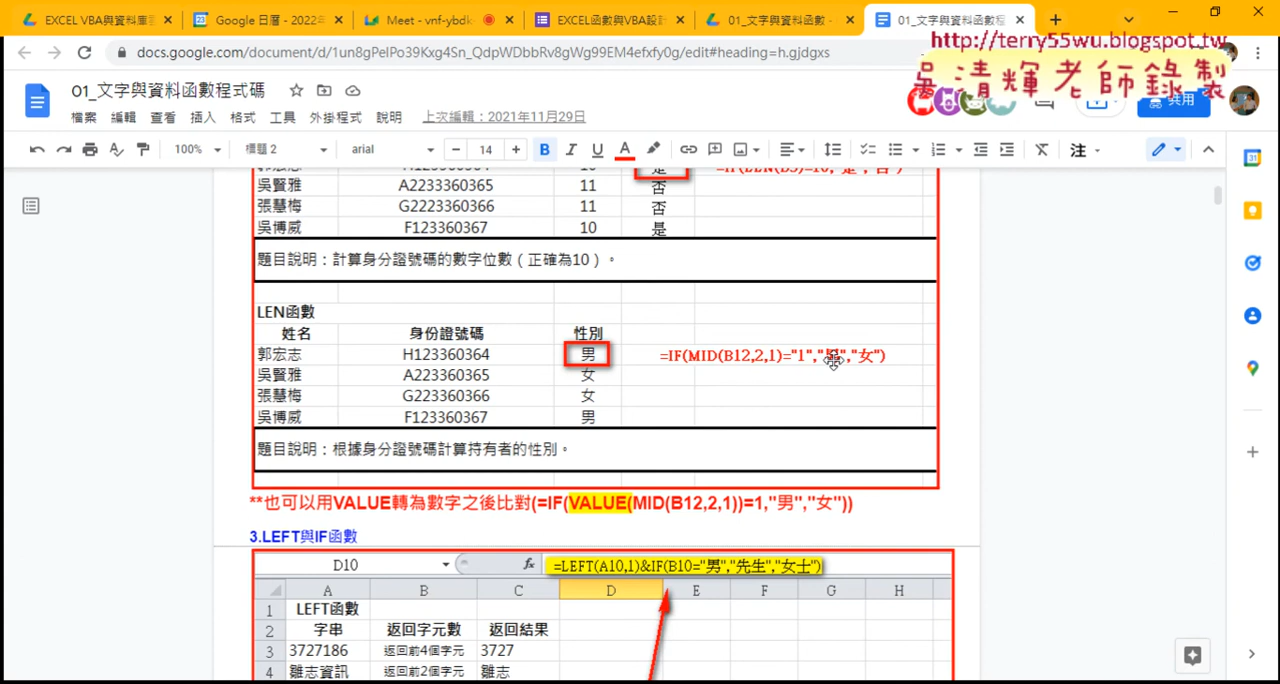 EXCEL VBA與資料庫
Google 日曆 - 2022年
Meet - vnf-ybdk
EXCEL函數與VBA設計
01_文字與資料函數
01_文字與資料函數程
docs.google.com/document/d/1un8gPelPo39Kxg4Sn_QdpWDbbRv8gWg99EM4efxfy0g/edit#heading=h.gjdgxs
http://terry55wu.blogspot.tw
吳清輝老師錄製
01_文字與資料函數程式碼
檔案 編輯 查看 插入 格式 工具 外掛程式 說明 上次編輯：2021年11月29日
共用
100% 標題 2 arial 14 B I U A 注
吳賢雅 A2233360365 11 否
張慧梅 G2223360366 11 否
吳博威 F123360367 10 是
題目說明：計算身分證號碼的數字位數（正確為10）。
LEN函數
姓名 身份證號碼 性別
郭宏志 H123360364 男 =IF(MID(B12,2,1)="1","男","女")
吳賢雅 A223360365 女
張慧梅 G223360366 女
吳博威 F123360367 男
題目說明：根據身分證號碼計算持有者的性別。
**也可以用VALUE轉為數字之後比對(=IF(VALUE(MID(B12,2,1))=1,"男","女"))
3.LEFT與IF函數
D10 fx =LEFT(A10,1)&IF(B10="男","先生","女士")
A B C D E F G H
1 LEFT函數
2 字串 返回字元數 返回結果
3 3727186 返回前4個字元 3727
4 雛志資訊 返回前2個字元 雛志